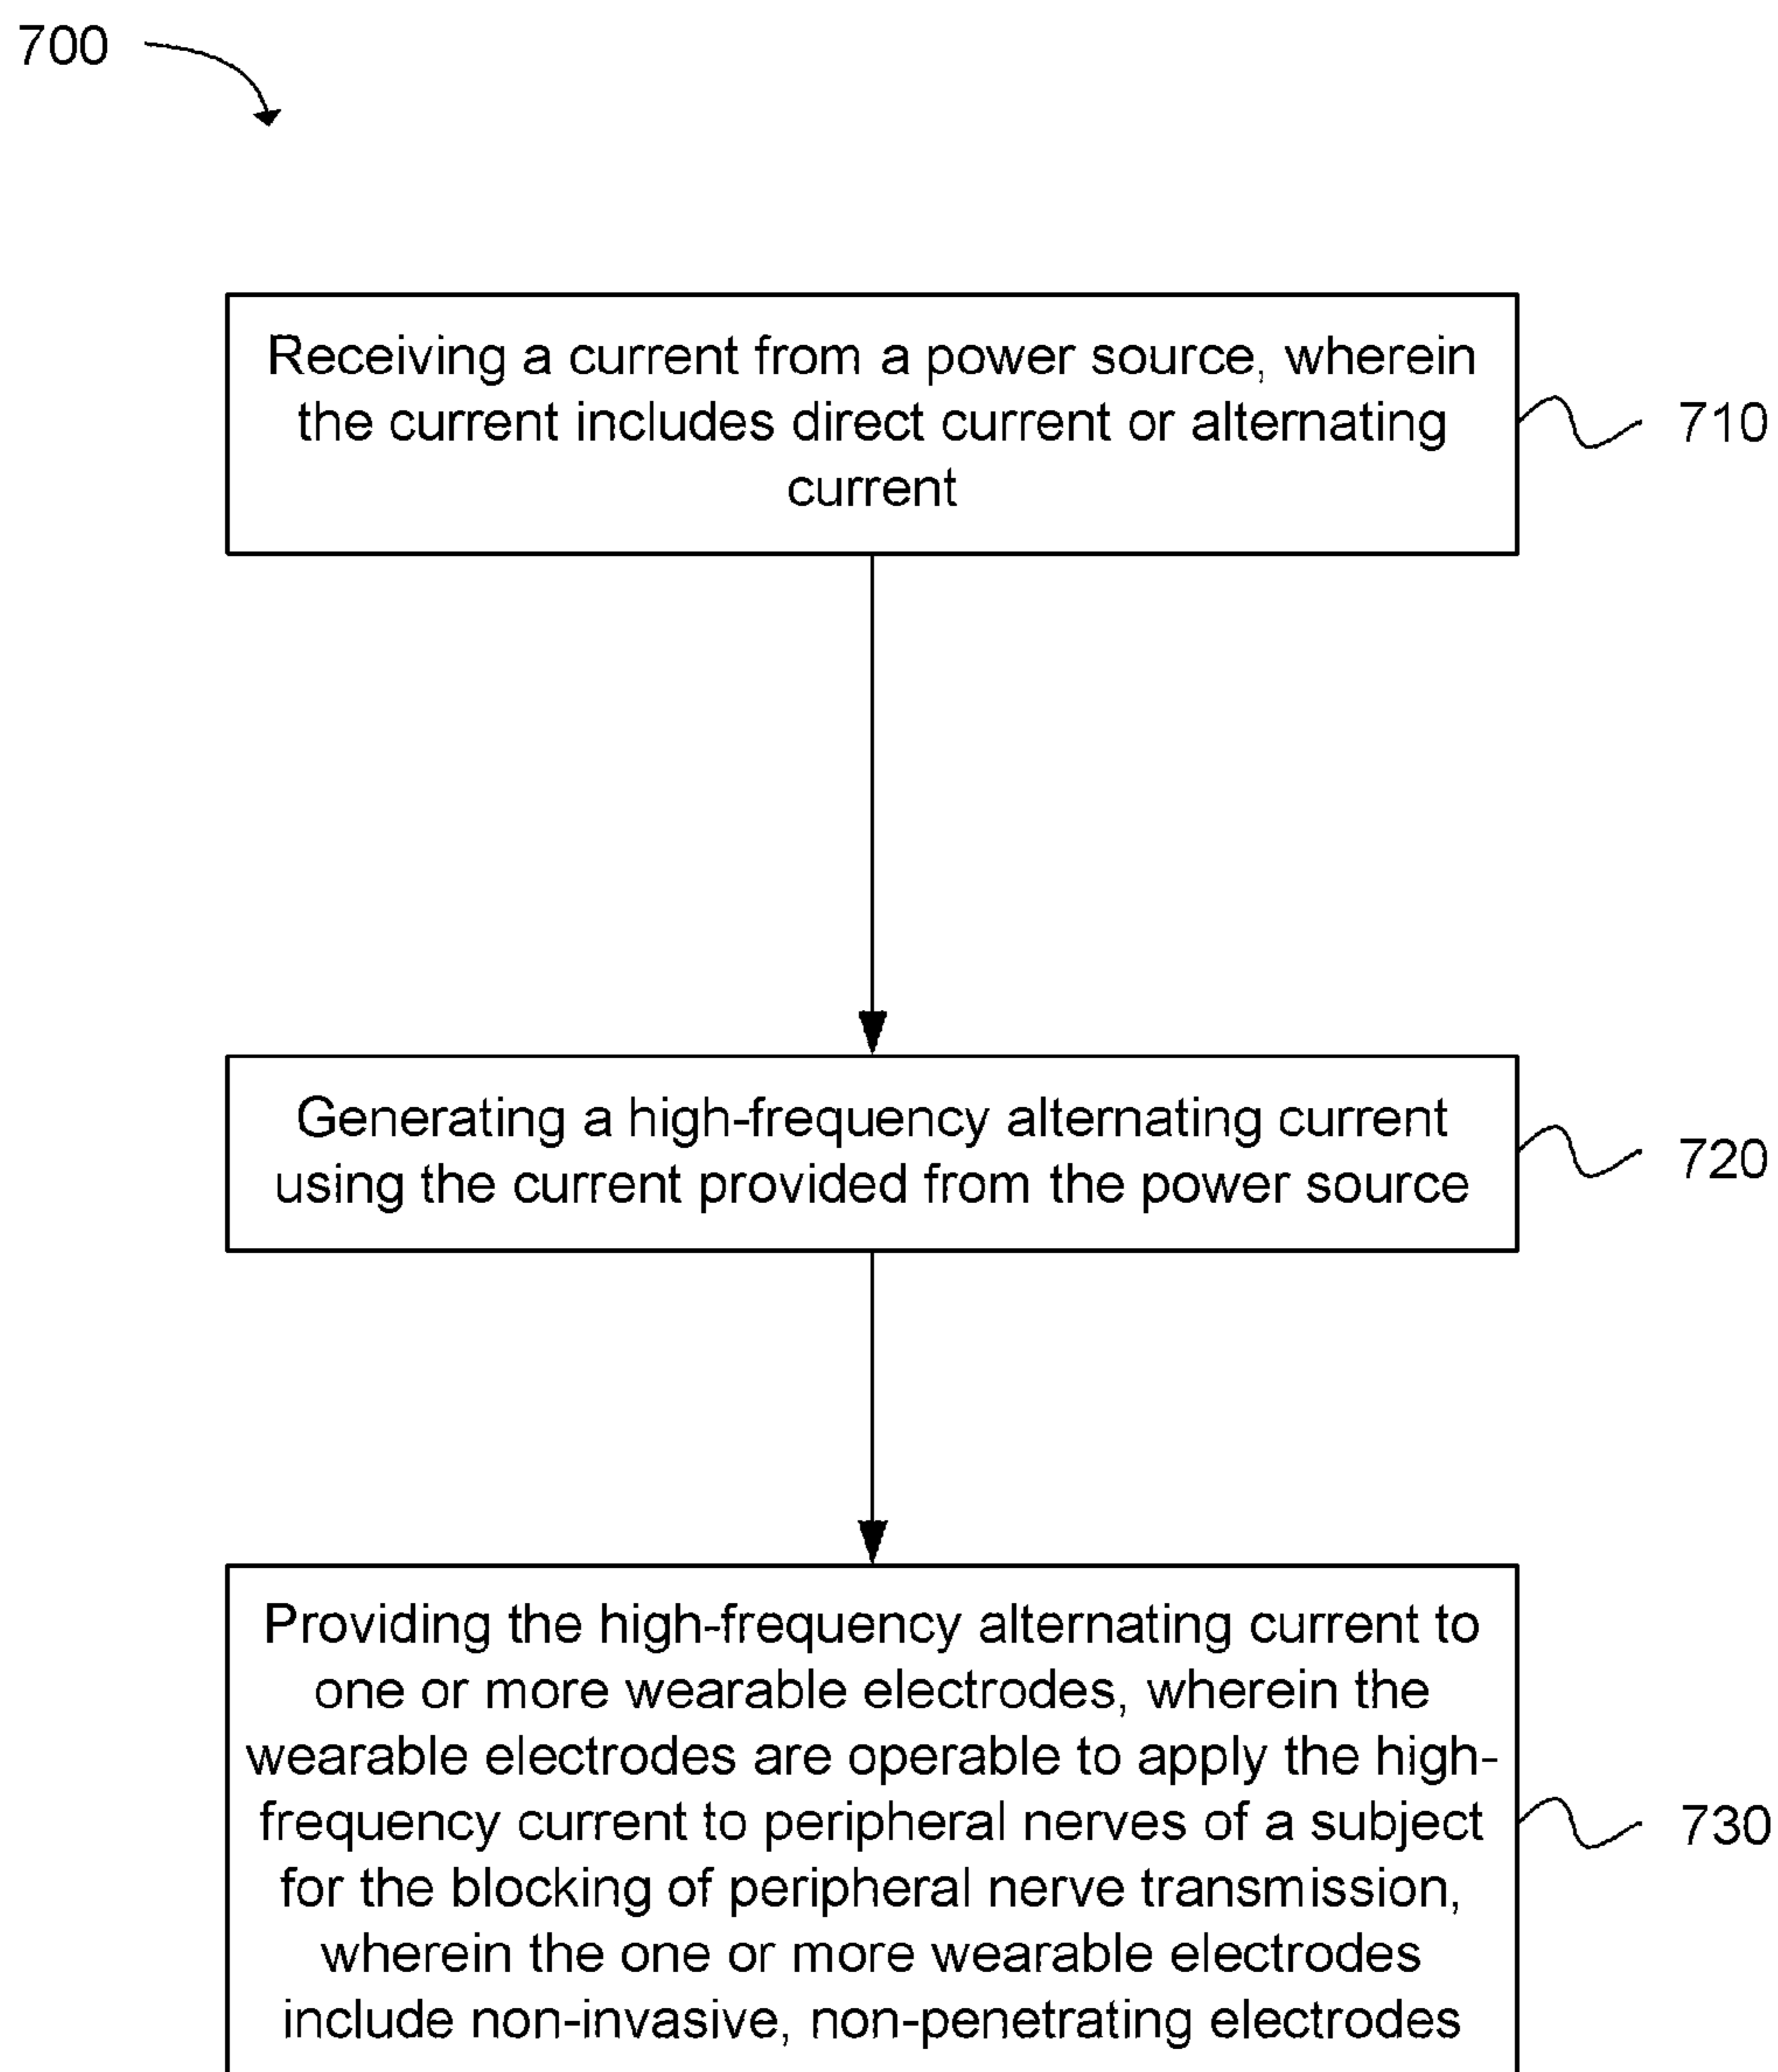 700
Receiving a current from a power source, wherein
the current includes direct current or alternating
current
710
Generating a high-frequency alternating current
using the current provided from the power source
720
Providing the high-frequency alternating current to
one or more wearable electrodes, wherein the
wearable electrodes are operable to apply the high-
frequency current to peripheral nerves of a subject
for the blocking of peripheral nerve transmission,
wherein the one or more wearable electrodes
include non-invasive, non-penetrating electrodes
730